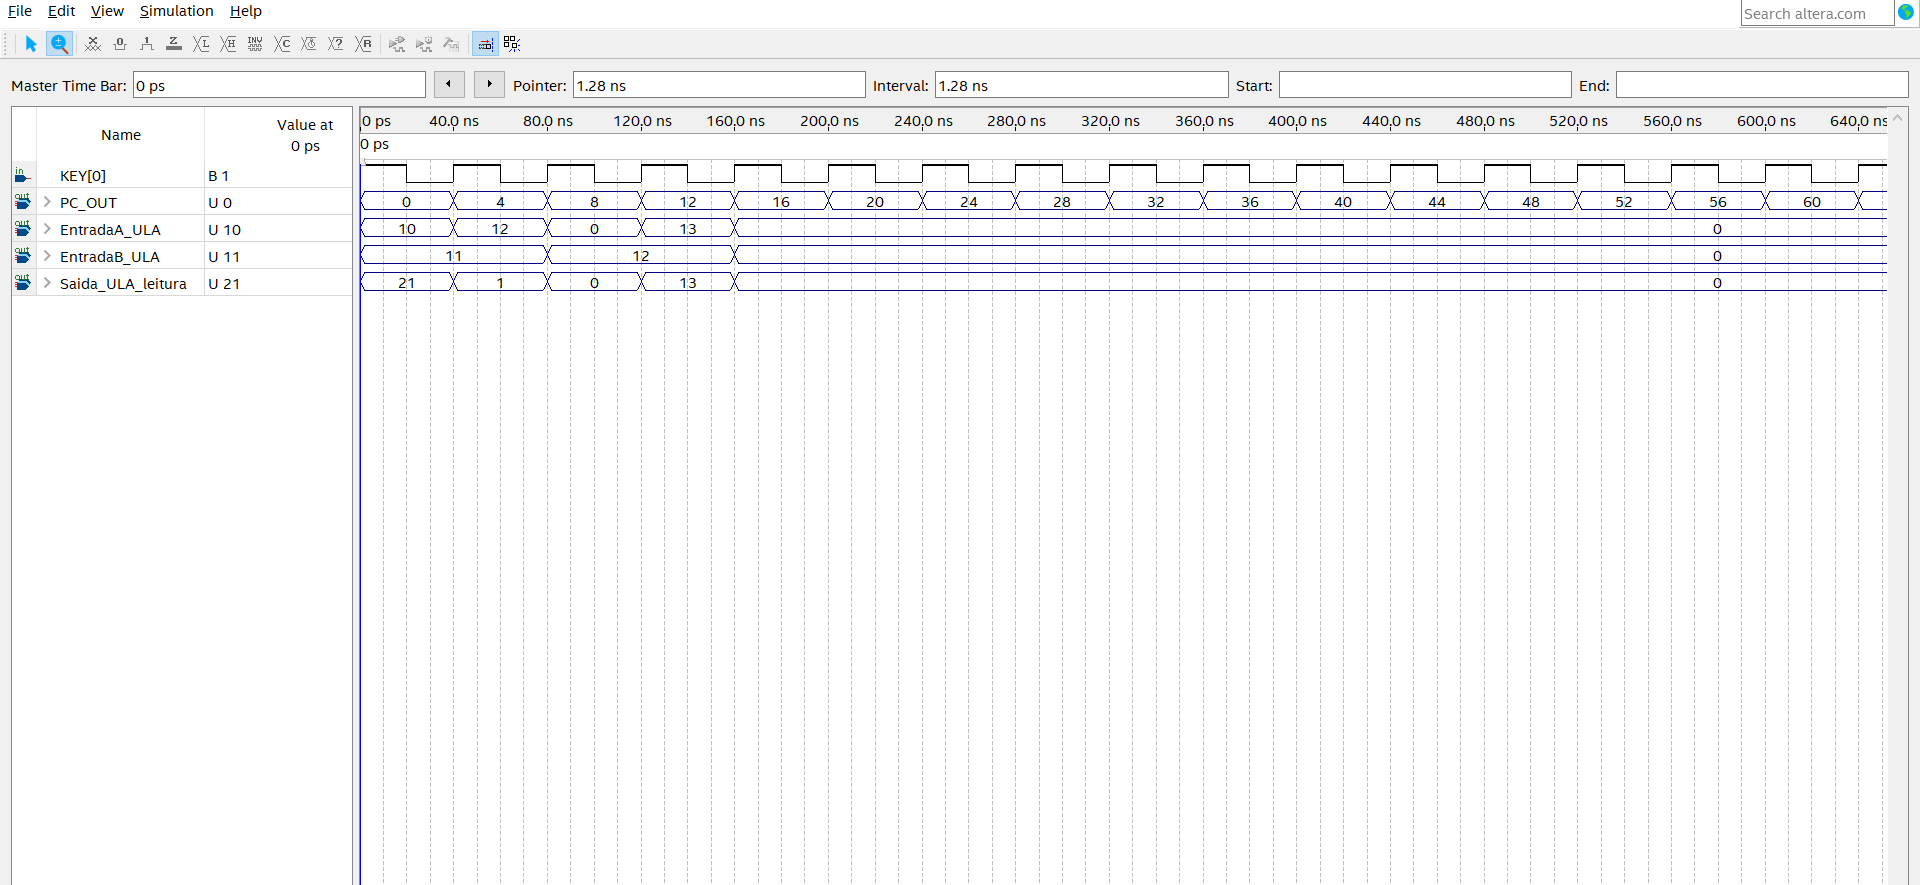 File Edit View Simulation Help
Search altera.com
Master Time Bar: 0 ps Pointer: 1.28 ns Interval: 1.28 ns Start: End:
Name Value at 0 ps
0 ps 40.0 ns 80.0 ns 120.0 ns 160.0 ns 200.0 ns 240.0 ns 280.0 ns 320.0 ns 360.0 ns 400.0 ns 440.0 ns 480.0 ns 520.0 ns 560.0 ns 600.0 ns 640.0 ns
0 ps
in KEY[0] B 1
out PC_OUT U 0 0 4 8 12 16 20 24 28 32 36 40 44 48 52 56 60
out EntradaA_ULA U 10 10 12 0 13 0
out EntradaB_ULA U 11 11 12 0
out Saida_ULA_leitura U 21 21 1 0 13 0